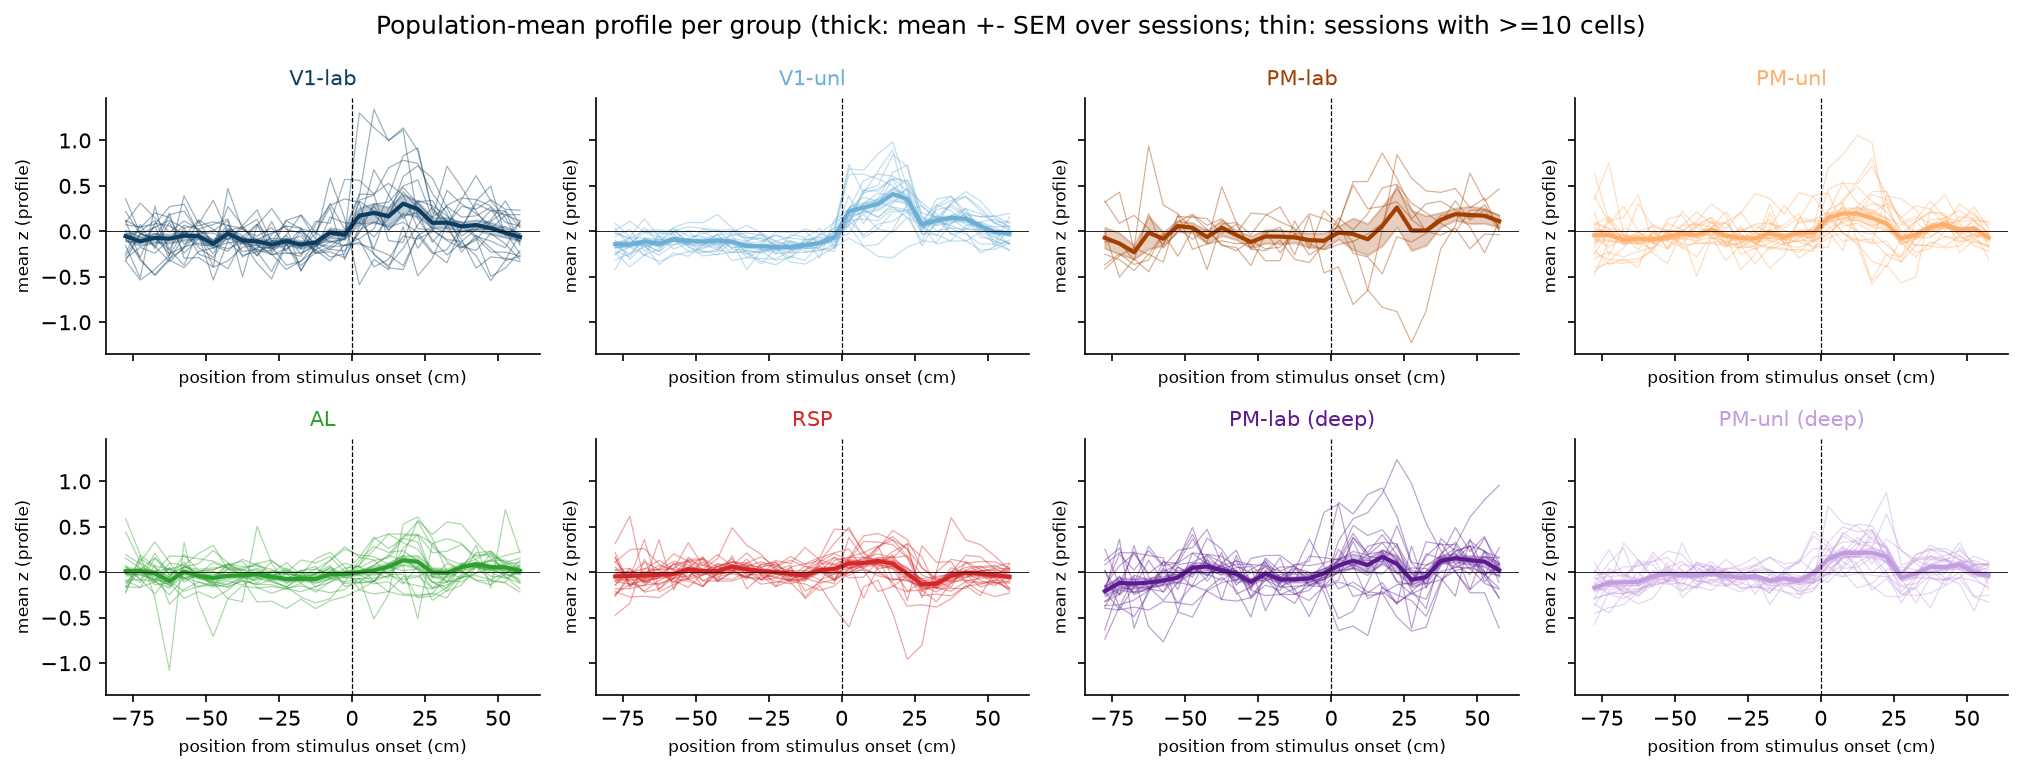 Population-mean profile per group (thick: mean +- SEM over sessions; thin: sessions with >=10 cells)
V1-lab
V1-unl
PM-lab
PM-unl
mean z (profile)
mean z (profile)
mean z (profile)
mean z (profile)
1.0
0.5
0.0
−0.5
−1.0
position from stimulus onset (cm)
position from stimulus onset (cm)
position from stimulus onset (cm)
position from stimulus onset (cm)
AL
RSP
PM-lab (deep)
PM-unl (deep)
mean z (profile)
mean z (profile)
mean z (profile)
mean z (profile)
1.0
0.5
0.0
−0.5
−1.0
−75 −50 −25 0 25 50
−75 −50 −25 0 25 50
−75 −50 −25 0 25 50
−75 −50 −25 0 25 50
position from stimulus onset (cm)
position from stimulus onset (cm)
position from stimulus onset (cm)
position from stimulus onset (cm)